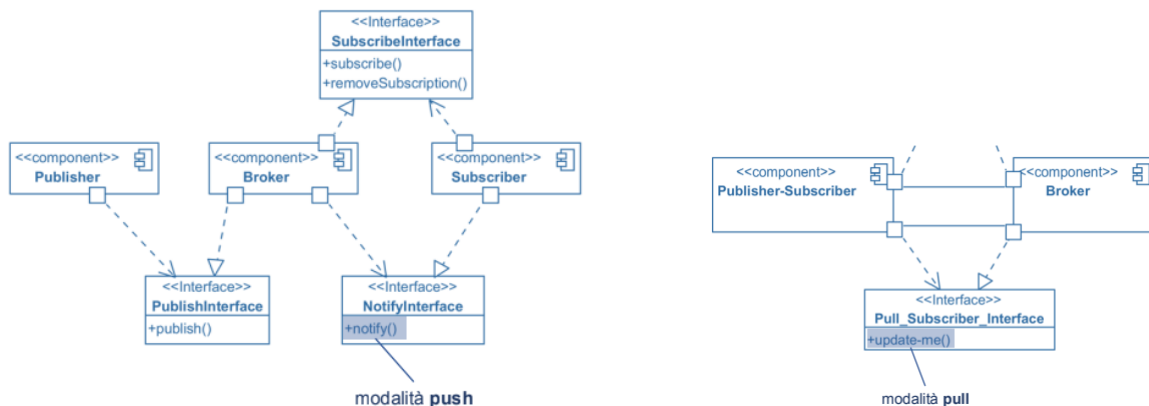 <<Interface>>
SubscribeInterface
+subscribe()
+removeSubscription()
<<component>>
Publisher
<<component>>
Broker
<<component>>
Subscriber
<<Interface>>
PublishInterface
+publish()
<<Interface>>
NotifyInterface
+notify()
modalità push
<<component>>
Publisher-Subscriber
<<component>>
Broker
<<Interface>>
Pull_Subscriber_Interface
+update-me()
modalità pull